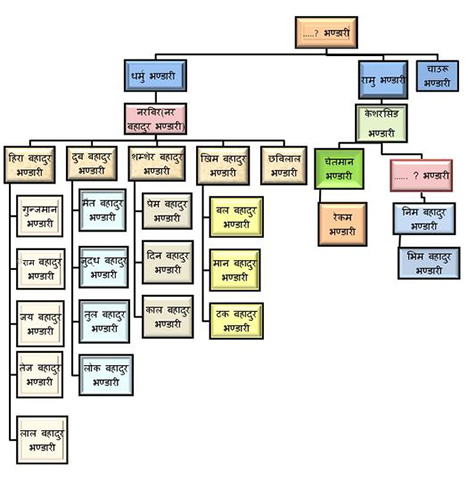 .....? भण्डारी
धमुं भण्डारी
रामु भण्डारी
चाउरू
भण्डारी
नरबिर(नर
बहादुर भण्डारी)
केशरसिह
भण्डारी
हिरा बहादुर
भण्डारी
दुब बहादुर
भण्डारी
शम्शेर बहादुर
भण्डारी
खिम बहादुर
भण्डारी
छविलाल
भण्डारी
चेतमान
भण्डारी
...... ? भण्डारी
गुन्जमान
भण्डारी
मैत बहादुर
भण्डारी
पेम बहादुर
भण्डारी
बल बहादुर
भण्डारी
रेकम
भण्डारी
निम बहादुर
भण्डारी
राम बहादुर
भण्डारी
जुद्ध बहादुर
भण्डारी
दिन बहादुर
भण्डारी
मान बहादुर
भण्डारी
भिम बहादुर
भण्डारी
जय बहादुर
भण्डारी
तुल बहादुर
भण्डारी
काल बहादुर
भण्डारी
टक बहादुर
भण्डारी
तेज बहादुर
भण्डारी
लोक बहादुर
भण्डारी
लाल बहादुर
भण्डारी